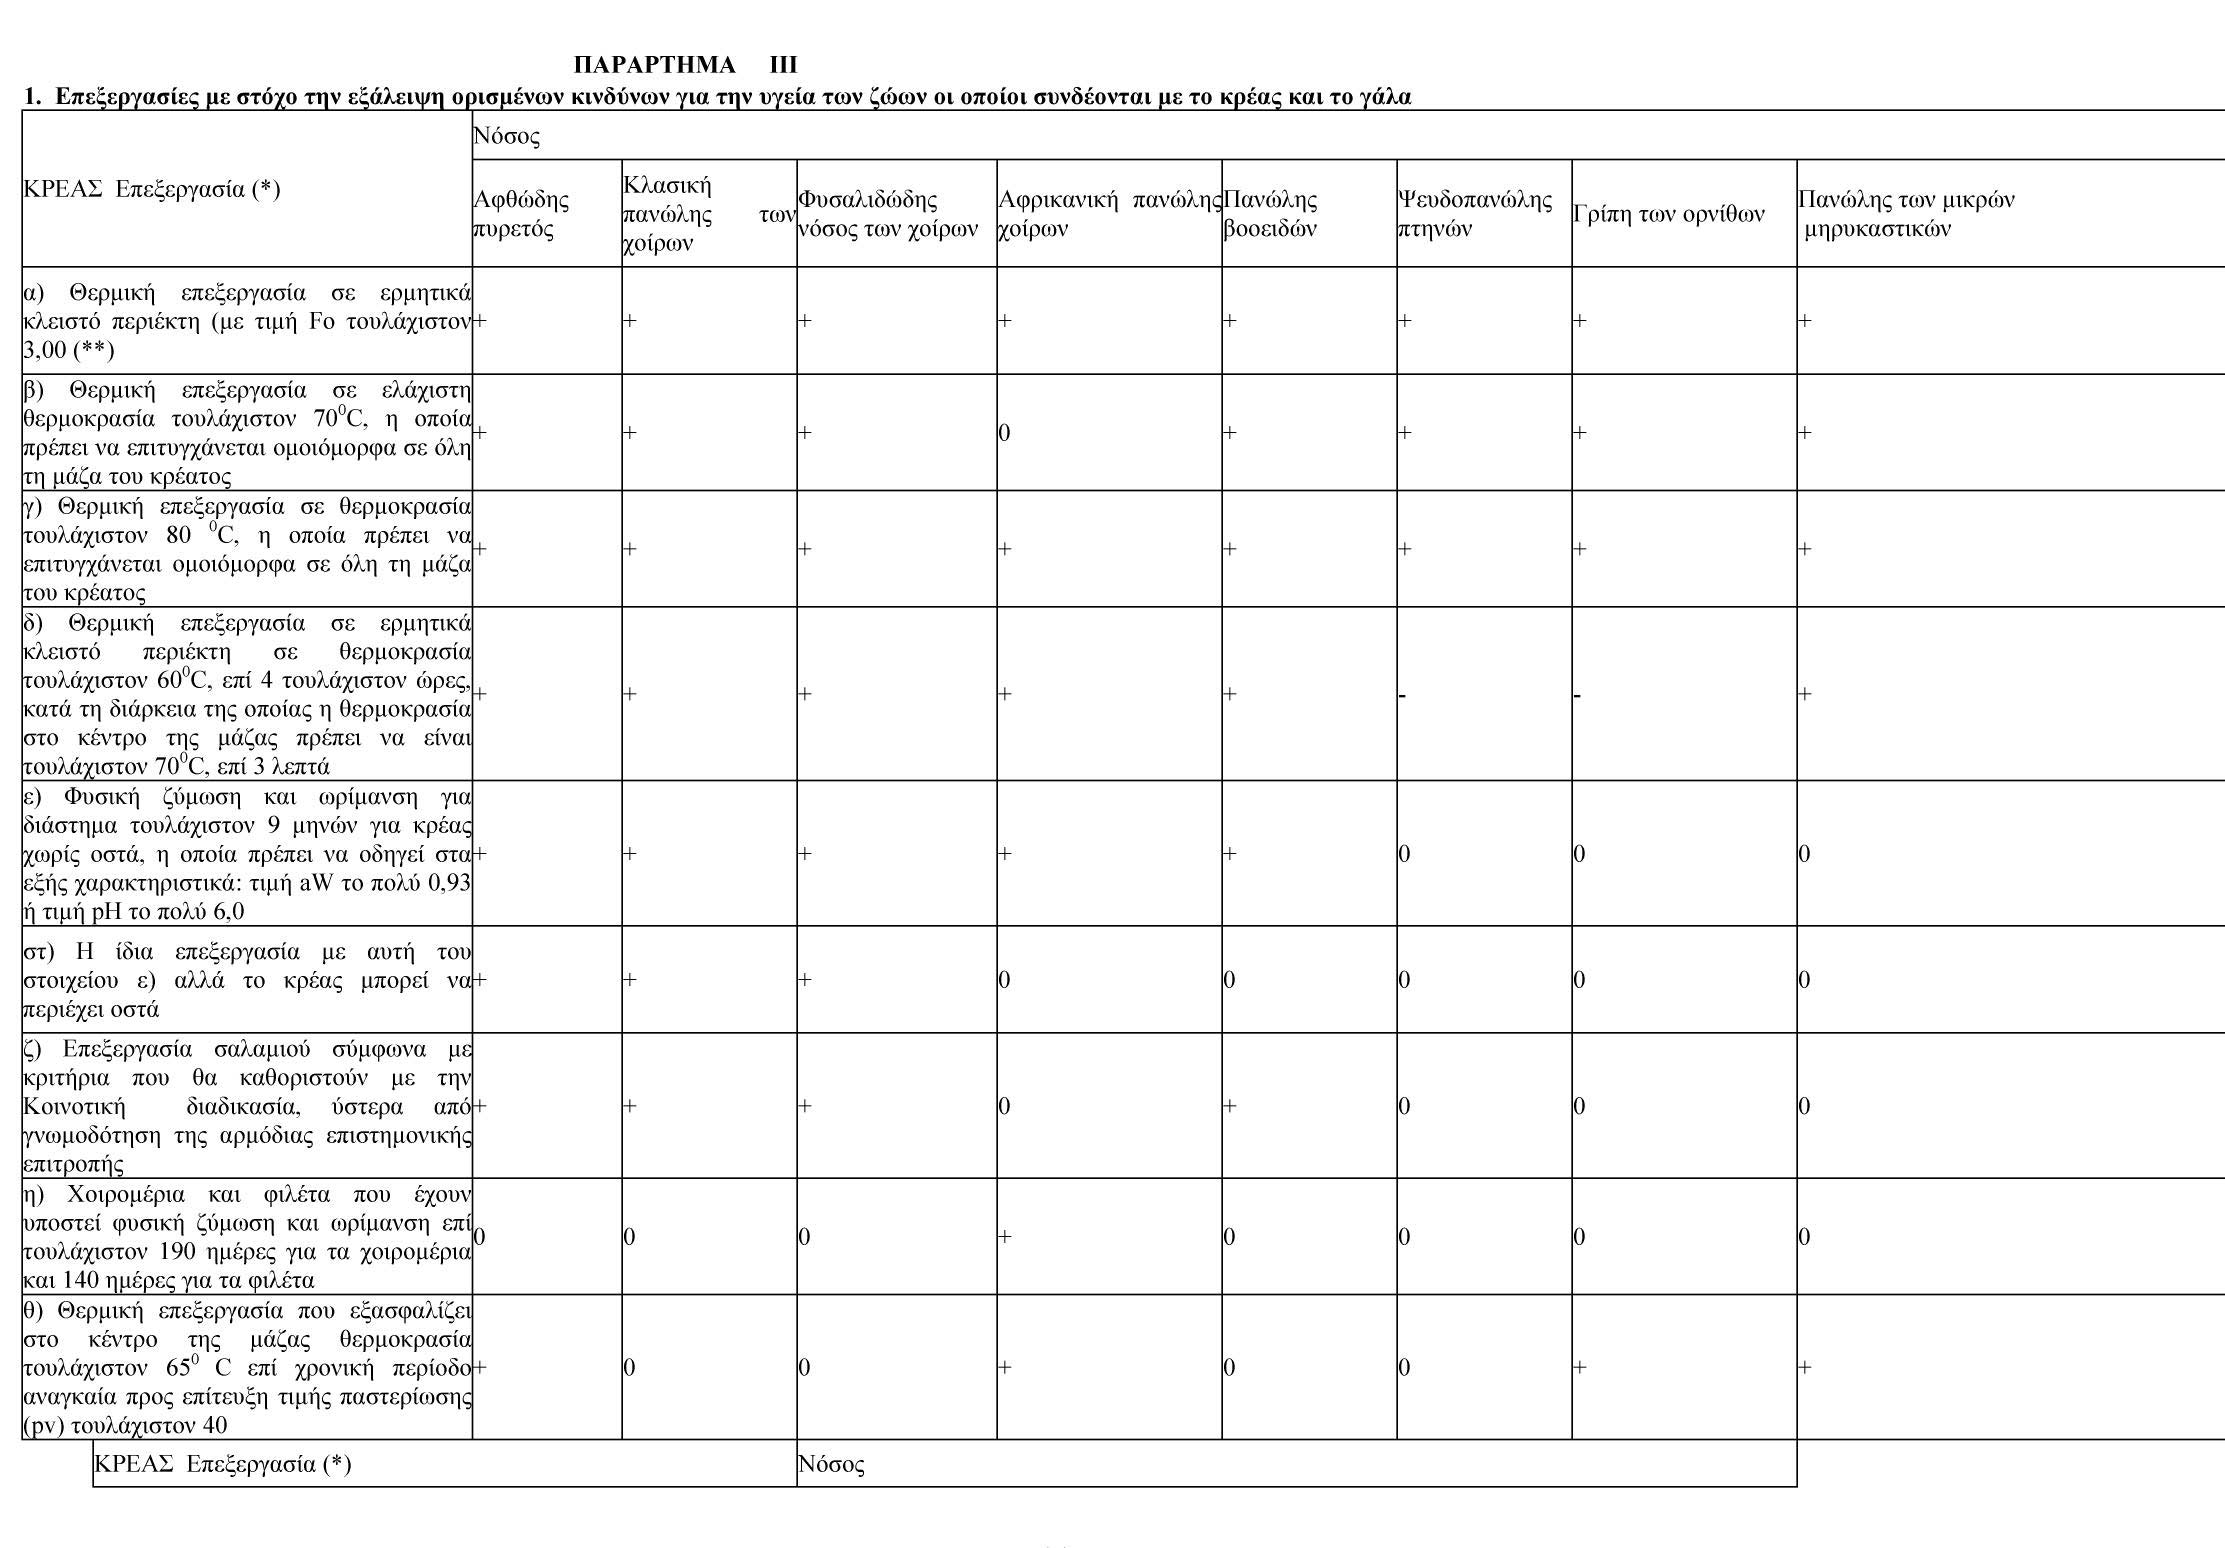 ΠΑΡΑΡΤΗΜΑ III
1. Επεξεργασίες με στόχο την εξάλειψη ορισμένων κινδύνων για την υγεία των ζώων οι οποίοι συνδέονται με το κρέας και το γάλα
ΚΡΕΑΣ Επεξεργασία (*)
Νόσος
Αφθώδης
πυρετός
Κλασική
πανώλης των
χοίρων
Φυσαλιδώδης
νόσος των χοίρων
Αφρικανική πανώλης
χοίρων
Πανώλης
βοοειδών
Ψευδοπανώλης
πτηνών
Γρίπη των ορνίθων
Πανώλης των μικρών
μηρυκαστικών
α) Θερμική επεξεργασία σε ερμητικά
κλειστό περιέκτη (με τιμή Fo τουλάχιστον
3,00 (**)
+ + + + + + + +
β) Θερμική επεξεργασία σε ελάχιστη
θερμοκρασία τουλάχιστον 70⁰C, η οποία
πρέπει να επιτυγχάνεται ομοιόμορφα σε όλη
τη μάζα του κρέατος
+ + + 0 + + + +
γ) Θερμική επεξεργασία σε θερμοκρασία
τουλάχιστον 80 ⁰C, η οποία πρέπει να
επιτυγχάνεται ομοιόμορφα σε όλη τη μάζα
του κρέατος
+ + + + + + + +
δ) Θερμική επεξεργασία σε ερμητικά
κλειστό περιέκτη σε θερμοκρασία
τουλάχιστον 60⁰C, επί 4 τουλάχιστον ώρες,
κατά τη διάρκεια της οποίας η θερμοκρασία
στο κέντρο της μάζας πρέπει να είναι
τουλάχιστον 70⁰C, επί 3 λεπτά
+ + + + + - - +
ε) Φυσική ζύμωση και ωρίμανση για
διάστημα τουλάχιστον 9 μηνών για κρέας
χωρίς οστά, η οποία πρέπει να οδηγεί στα
εξής χαρακτηριστικά: τιμή aW το πολύ 0,93
ή τιμή pH το πολύ 6,0
+ + + + + 0 0 0
στ) Η ίδια επεξεργασία με αυτή του
στοιχείου ε) αλλά το κρέας μπορεί να
περιέχει οστά
+ + + 0 0 0 0 0
ζ) Επεξεργασία σαλαμιού σύμφωνα με
κριτήρια που θα καθοριστούν με την
Κοινοτική διαδικασία, ύστερα από
γνωμοδότηση της αρμόδιας επιστημονικής
επιτροπής
+ + + 0 + 0 0 0
η) Χοιρομέρια και φιλέτα που έχουν
υποστεί φυσική ζύμωση και ωρίμανση επί
τουλάχιστον 190 ημέρες για τα χοιρομέρια
και 140 ημέρες για τα φιλέτα
0 0 0 + 0 0 0 0
θ) Θερμική επεξεργασία που εξασφαλίζει
στο κέντρο της μάζας θερμοκρασία
τουλάχιστον 65⁰ C επί χρονική περίοδο
αναγκαία προς επίτευξη τιμής παστερίωσης
(pv) τουλάχιστον 40
+ 0 0 + 0 0 + +
ΚΡΕΑΣ Επεξεργασία (*)
Νόσος